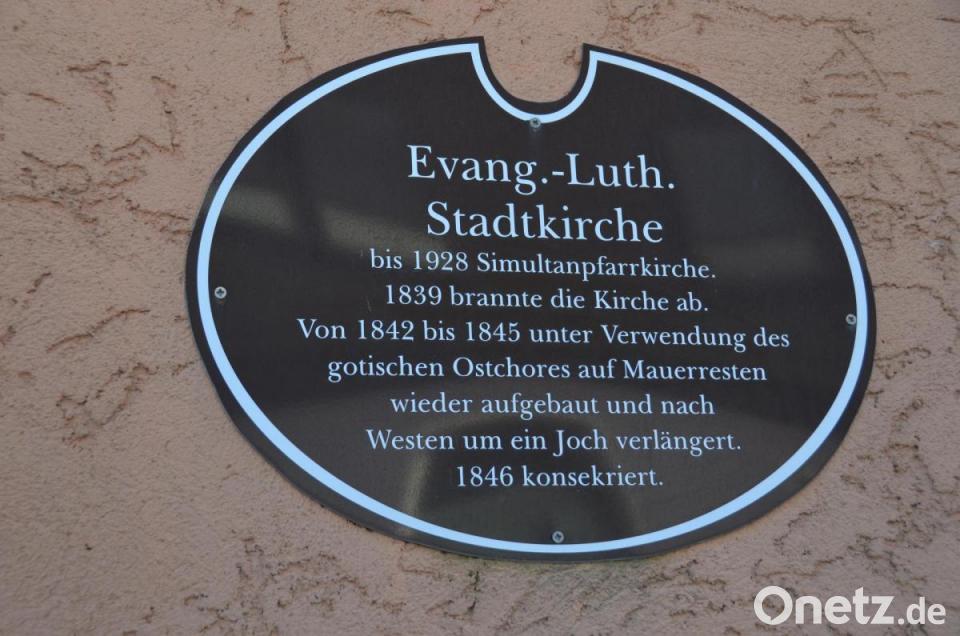 Evang.-Luth.
Stadtkirche
bis 1928 Simultanpfarrkirche.
1839 brannte die Kirche ab.
Von 1842 bis 1845 unter Verwendung des
gotischen Ostchores auf Mauerresten
wieder aufgebaut und nach
Westen um ein Joch verlängert.
1846 konsekriert.
Onetz.de